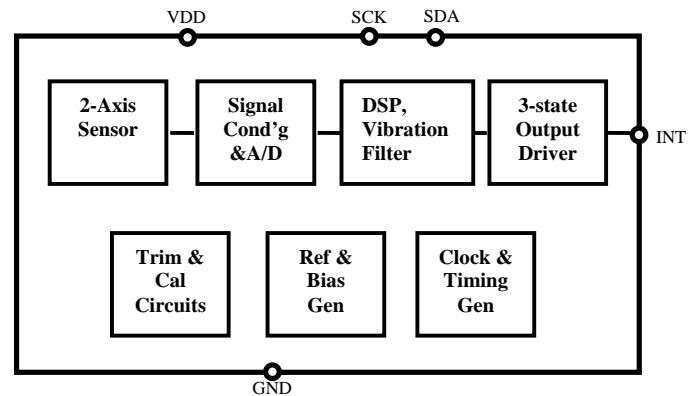 VDD
SCK
SDA
2-Axis
Sensor
Signal
Cond'g
&A/D
DSP,
Vibration
Filter
3-state
Output
Driver
INT
Trim &
Cal
Circuits
Ref &
Bias
Gen
Clock &
Timing
Gen
GND